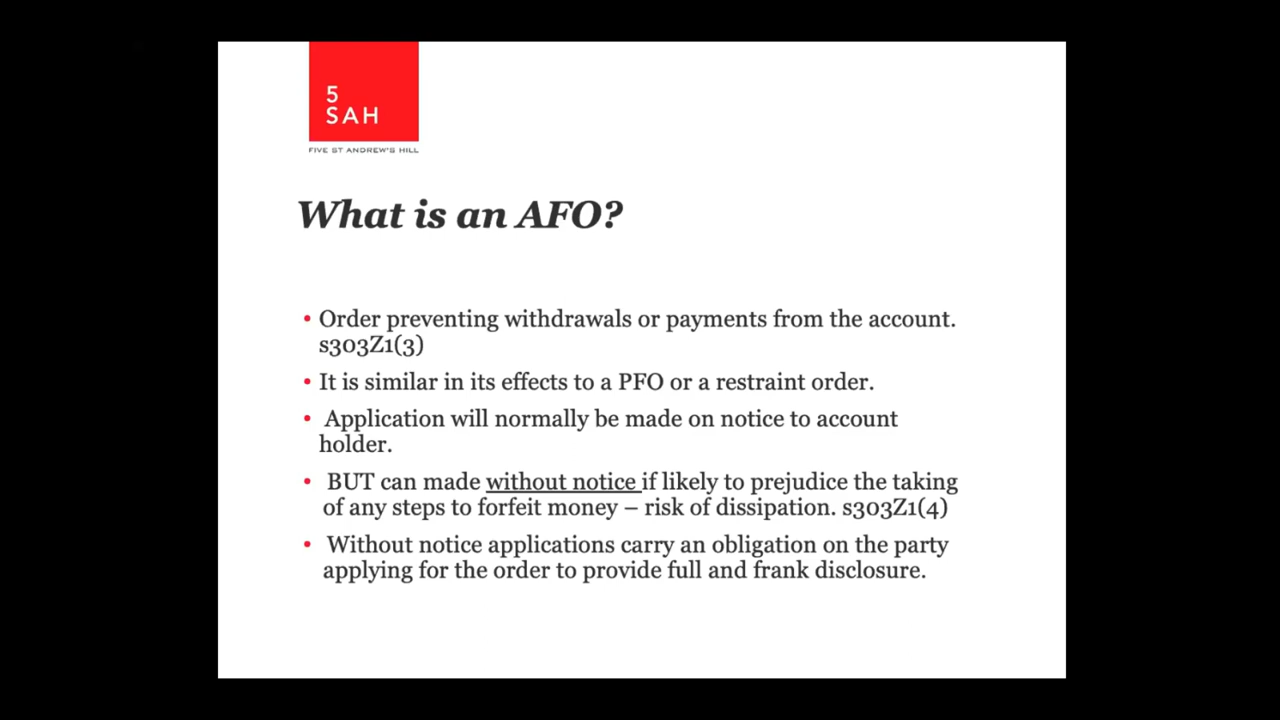 5
SAH
FIVE ST ANDREW'S HILL
What is an AFO?
• Order preventing withdrawals or payments from the account.
s303Z1(3)
• It is similar in its effects to a PFO or a restraint order.
• Application will normally be made on notice to account
holder.
• BUT can made without notice if likely to prejudice the taking
of any steps to forfeit money – risk of dissipation. s303Z1(4)
• Without notice applications carry an obligation on the party
applying for the order to provide full and frank disclosure.